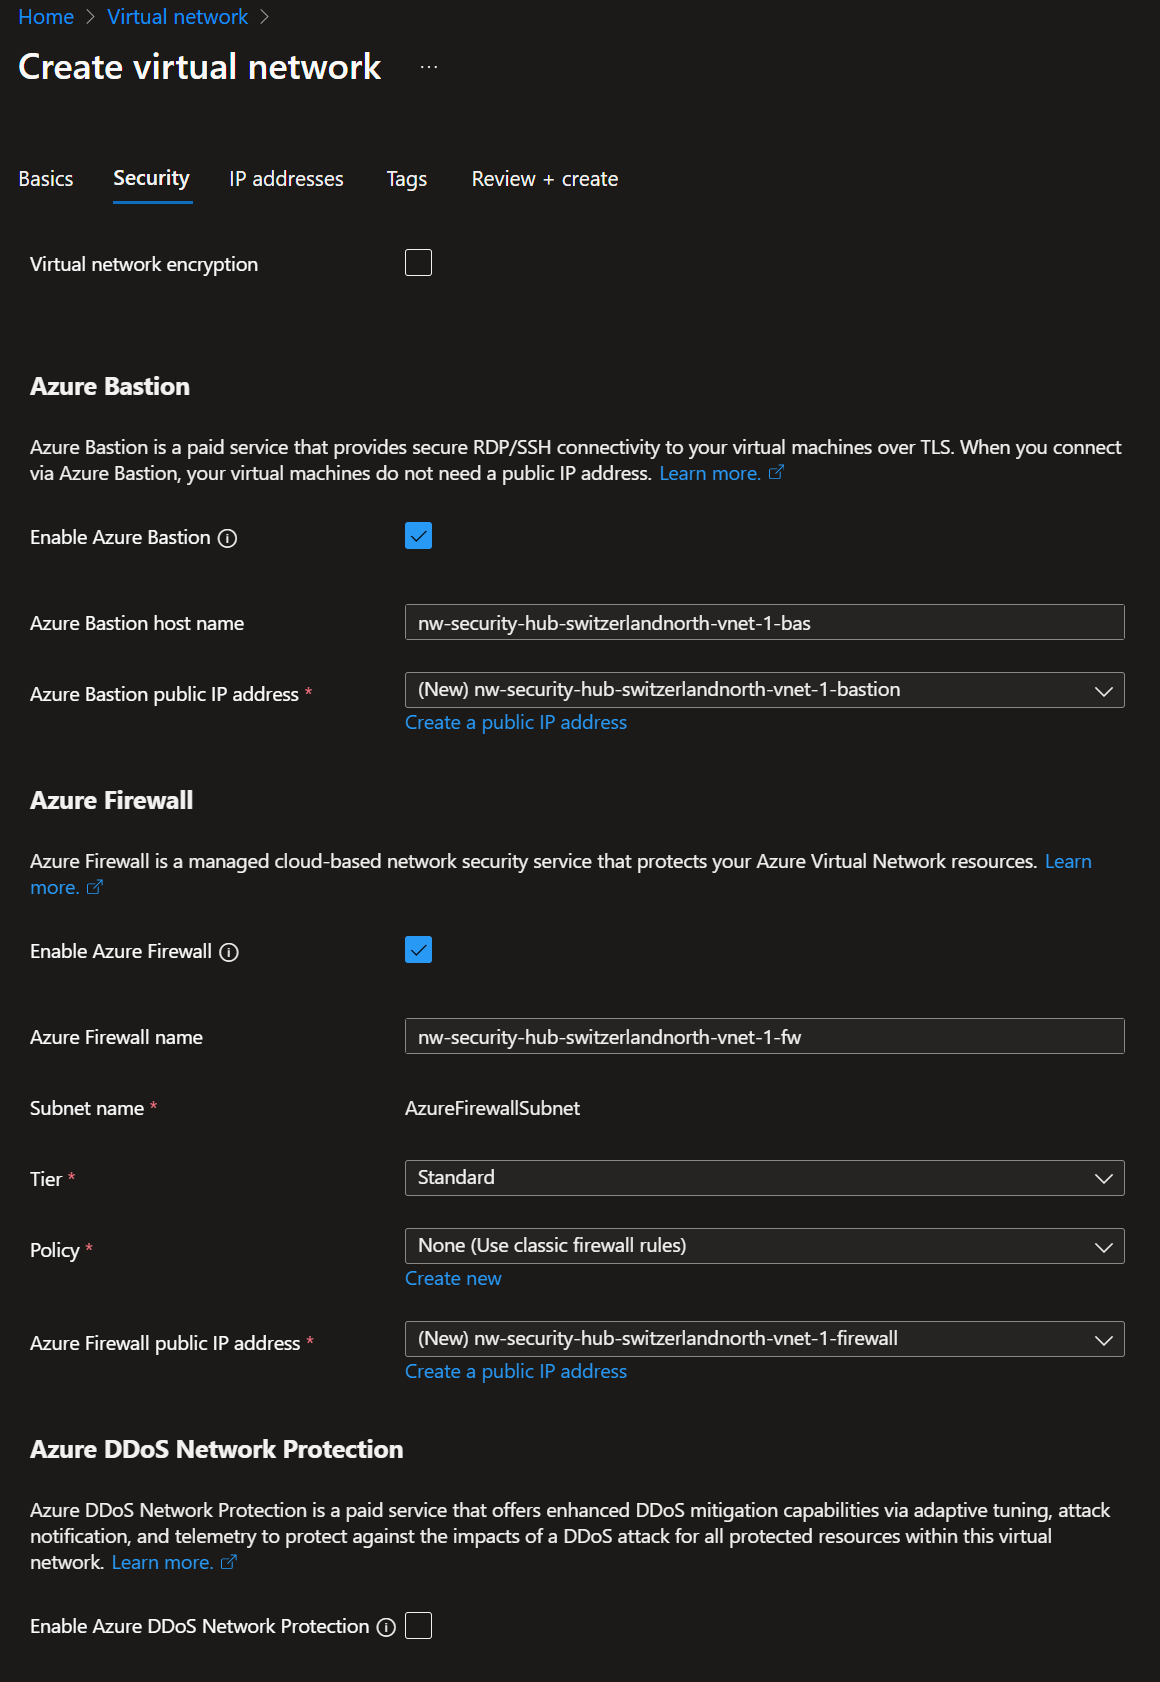 Home > Virtual network >
Create virtual network ...
Basics Security IP addresses Tags Review + create
Virtual network encryption
Azure Bastion
Azure Bastion is a paid service that provides secure RDP/SSH connectivity to your virtual machines over TLS. When you connect
via Azure Bastion, your virtual machines do not need a public IP address. Learn more.
Enable Azure Bastion
Azure Bastion host name nw-security-hub-switzerlandnorth-vnet-1-bas
Azure Bastion public IP address * (New) nw-security-hub-switzerlandnorth-vnet-1-bastion
Create a public IP address
Azure Firewall
Azure Firewall is a managed cloud-based network security service that protects your Azure Virtual Network resources. Learn
more.
Enable Azure Firewall
Azure Firewall name nw-security-hub-switzerlandnorth-vnet-1-fw
Subnet name * AzureFirewallSubnet
Tier * Standard
Policy * None (Use classic firewall rules)
Create new
Azure Firewall public IP address * (New) nw-security-hub-switzerlandnorth-vnet-1-firewall
Create a public IP address
Azure DDoS Network Protection
Azure DDoS Network Protection is a paid service that offers enhanced DDoS mitigation capabilities via adaptive tuning, attack
notification, and telemetry to protect against the impacts of a DDoS attack for all protected resources within this virtual
network. Learn more.
Enable Azure DDoS Network Protection